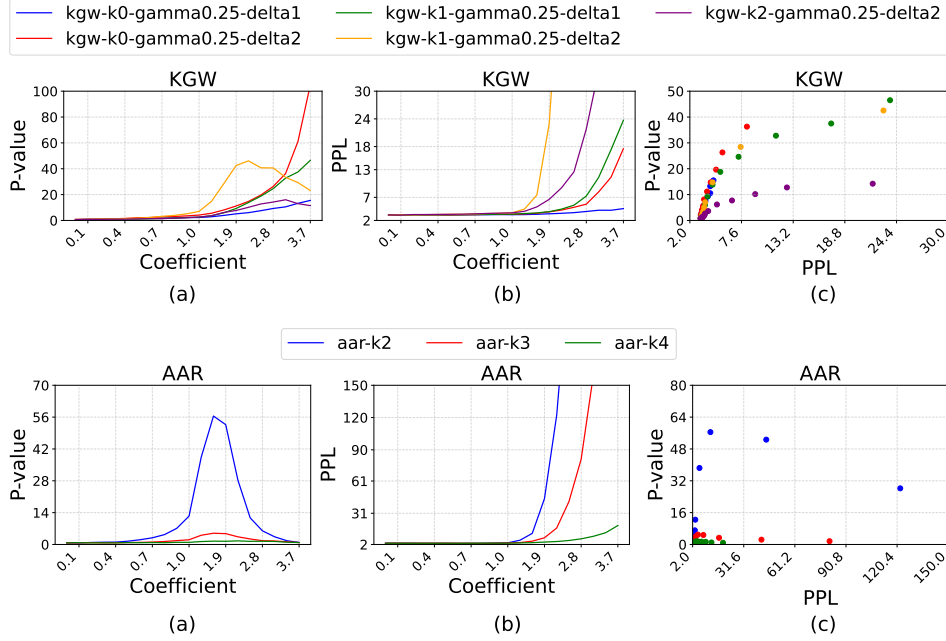 kgw-k0-gamma0.25-delta1 kgw-k1-gamma0.25-delta1 kgw-k2-gamma0.25-delta2
kgw-k0-gamma0.25-delta2 kgw-k1-gamma0.25-delta2
KGW KGW KGW
P-value
100
80
60
40
20
0
0.1 0.4 0.7 1.0 1.9 2.8 3.7
Coefficient
(a)
PPL
30
24
18
13
7
2
0.1 0.4 0.7 1.0 1.9 2.8 3.7
Coefficient
(b)
P-value
50
40
30
20
10
0
2.0 7.6 13.2 18.8 24.4 30.0
PPL
(c)
aar-k2 aar-k3 aar-k4
AAR AAR AAR
P-value
70
56
42
28
14
0
0.1 0.4 0.7 1.0 1.9 2.8 3.7
Coefficient
(a)
PPL
150
120
90
61
31
2
0.1 0.4 0.7 1.0 1.9 2.8 3.7
Coefficient
(b)
P-value
80
64
48
32
16
0
2.0 31.6 61.2 90.8 120.4 150.0
PPL
(c)